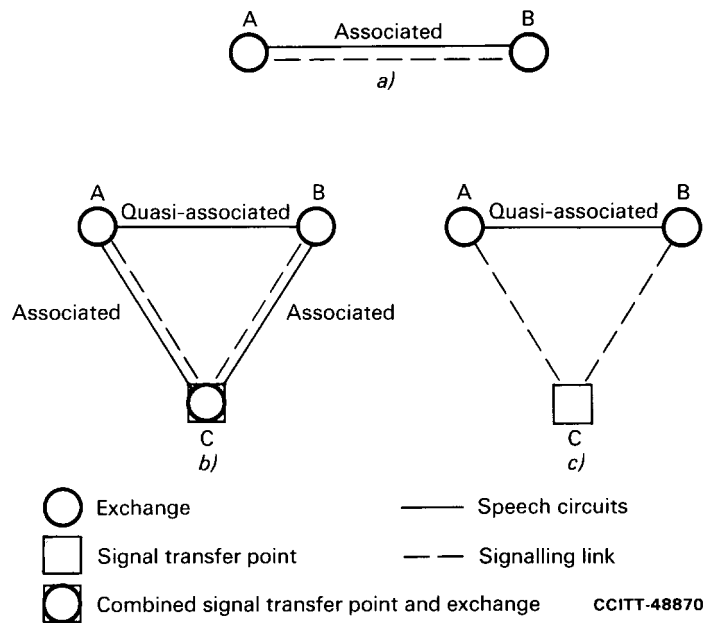 A B
Associated
a)
A B A B
Quasi-associated Quasi-associated
Associated Associated
C C
b) c)
Exchange Speech circuits
Signal transfer point Signalling link
Combined signal transfer point and exchange CCITT-48870